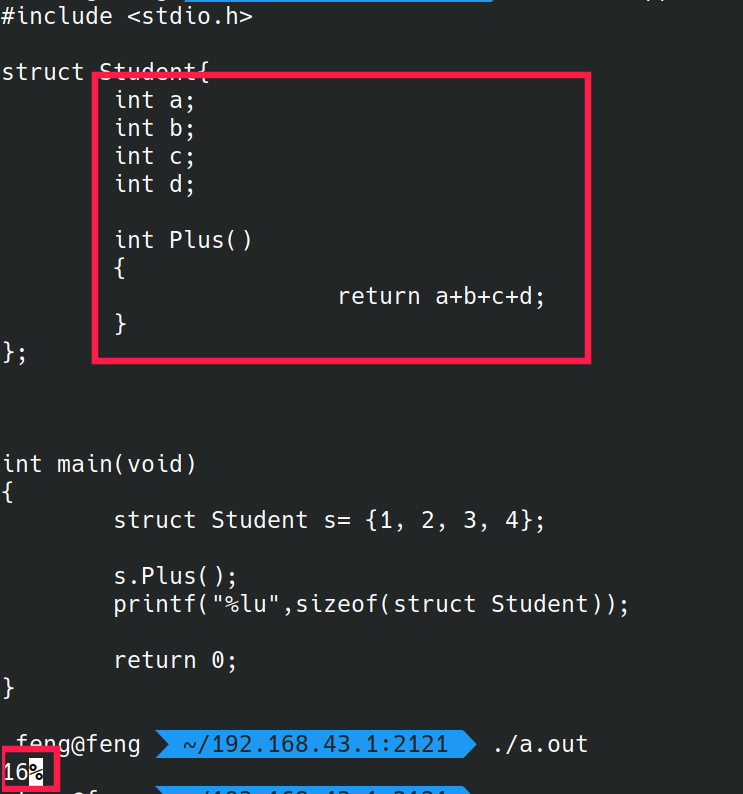 #include <stdio.h>
struct Student{
int a;
int b;
int c;
int d;
int Plus()
{
return a+b+c+d;
}
};
int main(void)
{
struct Student s= {1, 2, 3, 4};
s.Plus();
printf("%lu",sizeof(struct Student));
return 0;
}
feng@feng ~/192.168.43.1:2121 ./a.out
16%